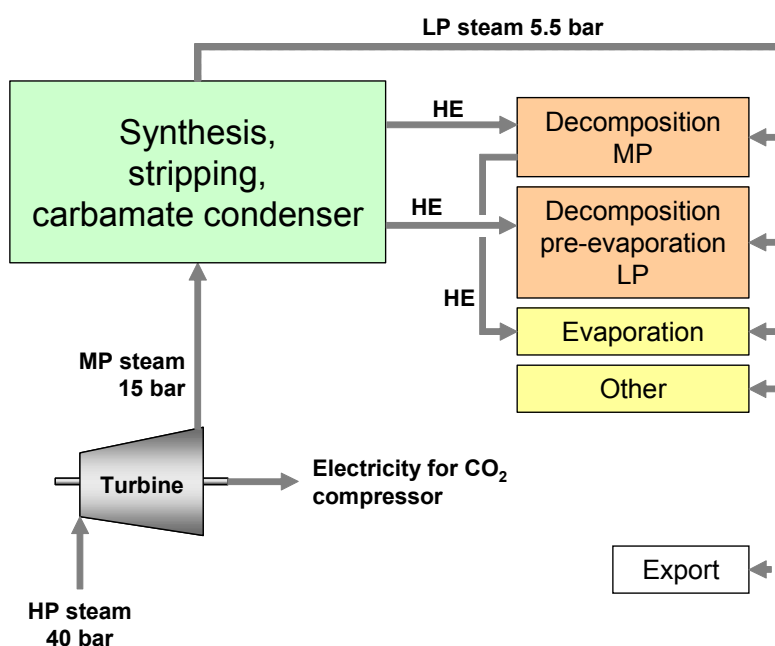 LP steam 5.5 bar
Synthesis,
stripping,
carbamate condenser
HE
Decomposition
MP
HE
Decomposition
pre-evaporation
LP
HE
Evaporation
MP steam
15 bar
Other
Turbine
Electricity for CO₂
compressor
Export
HP steam
40 bar